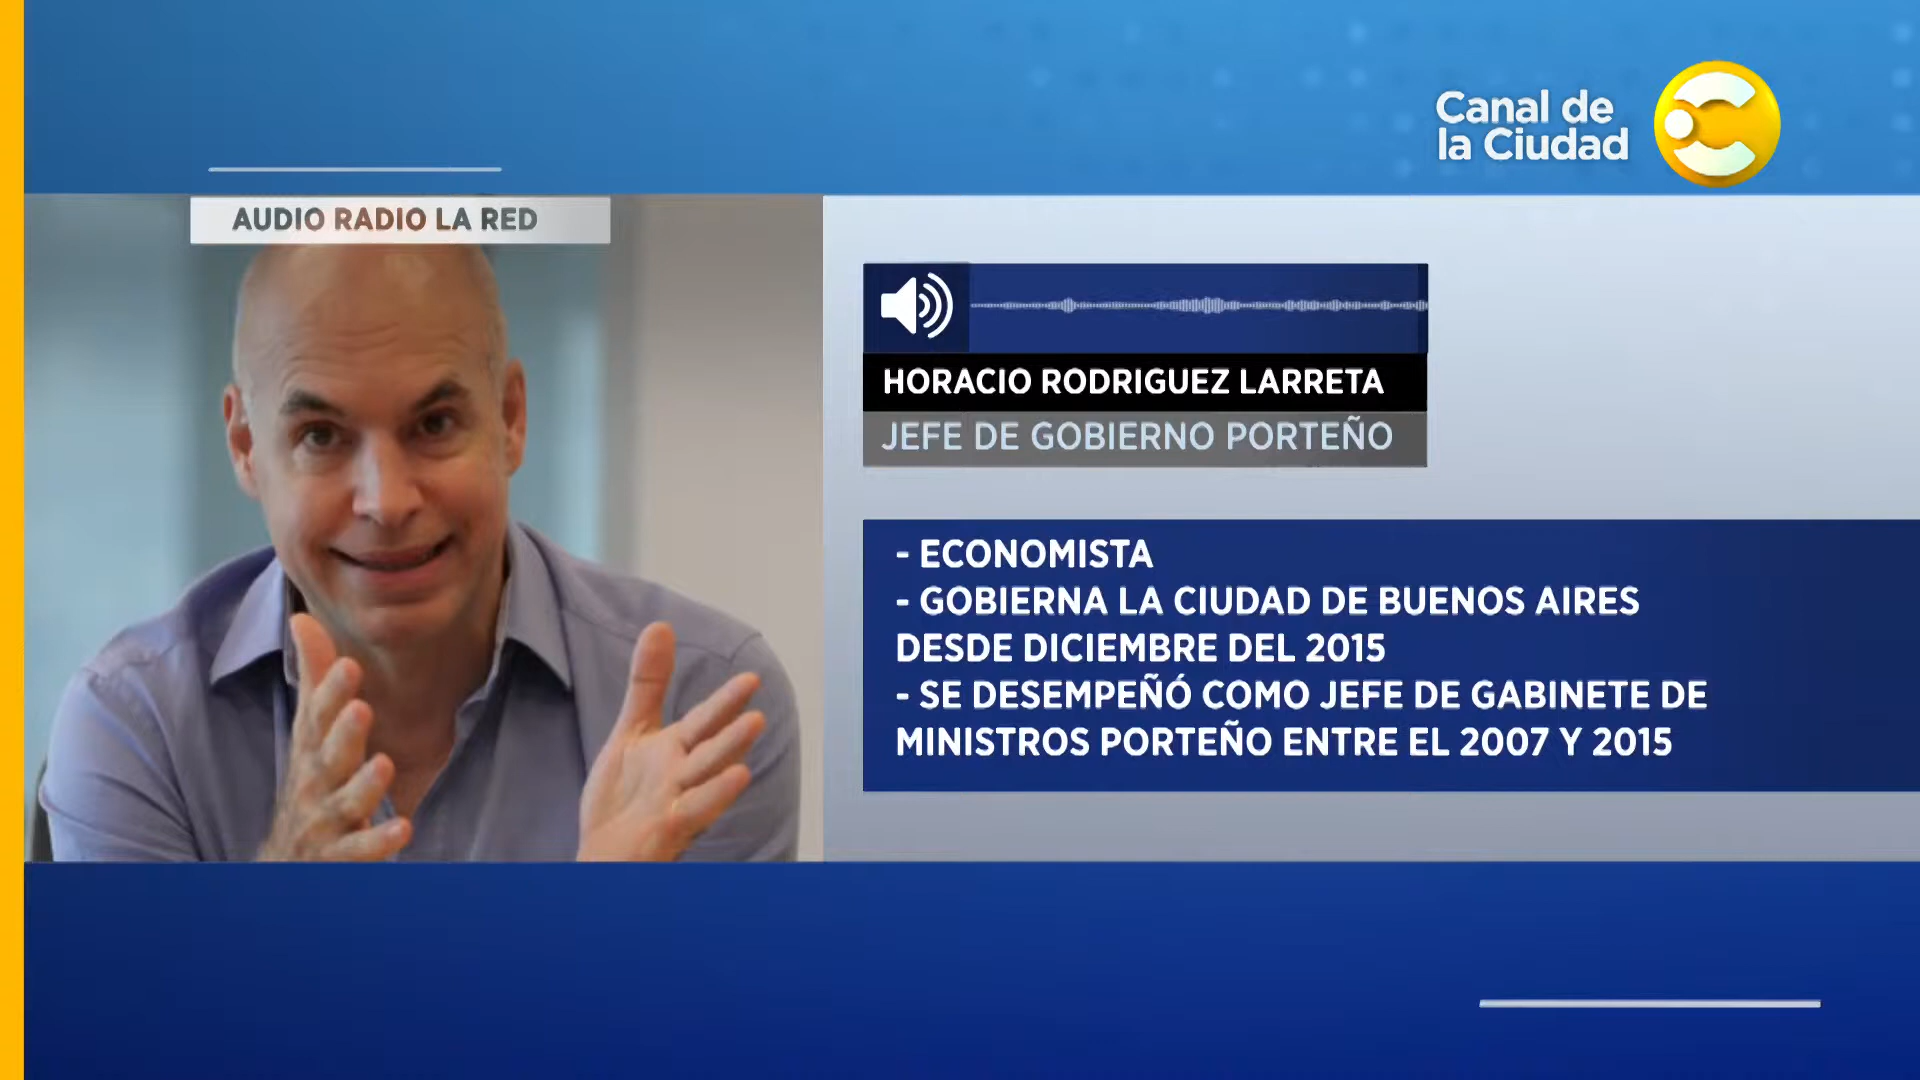 Canal de
la Ciudad
AUDIO RADIO LA RED
HORACIO RODRIGUEZ LARRETA
JEFE DE GOBIERNO PORTEÑO
- ECONOMISTA
- GOBIERNA LA CIUDAD DE BUENOS AIRES
DESDE DICIEMBRE DEL 2015
- SE DESEMPEÑÓ COMO JEFE DE GABINETE DE
MINISTROS PORTEÑO ENTRE EL 2007 Y 2015